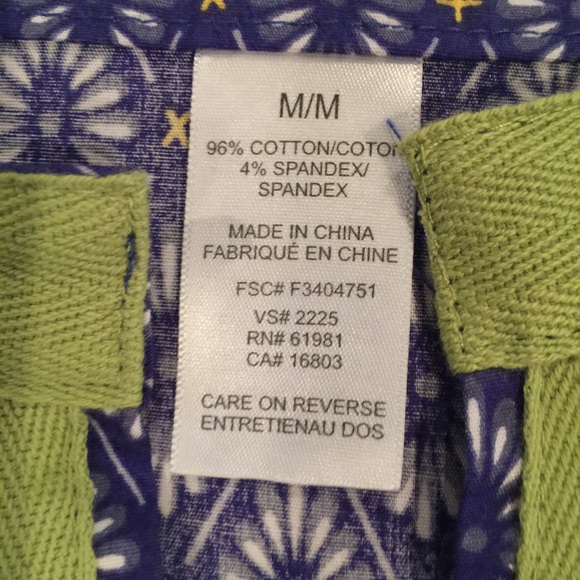 M/M
96% COTTON/COTON
4% SPANDEX/
SPANDEX
MADE IN CHINA
FABRIQUÉ EN CHINE
FSC# F3404751
VS# 2225
RN# 61981
CA# 16803
CARE ON REVERSE
ENTRETIENAU DOS